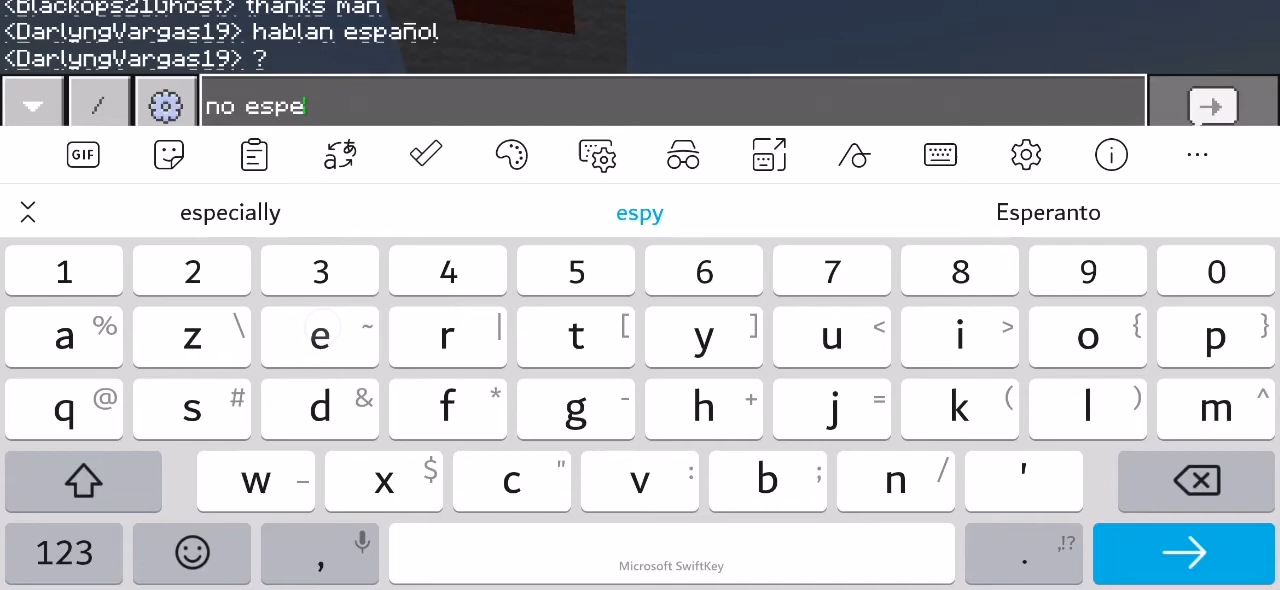 <Blackops21Ghost> thanks man
<DarlyngVargas19> hablan español
<DarlyngVargas19> ?
/ no espe
GIF
especially espy Esperanto
1 2 3 4 5 6 7 8 9 0
a % z \ e ~ r | t [ y ] u < i > o { p }
q @ s # d & f * g - h + j = k ( l ) m ^
w _ x $ c " v : b ; n / '
123 , . ,!?
Microsoft SwiftKey